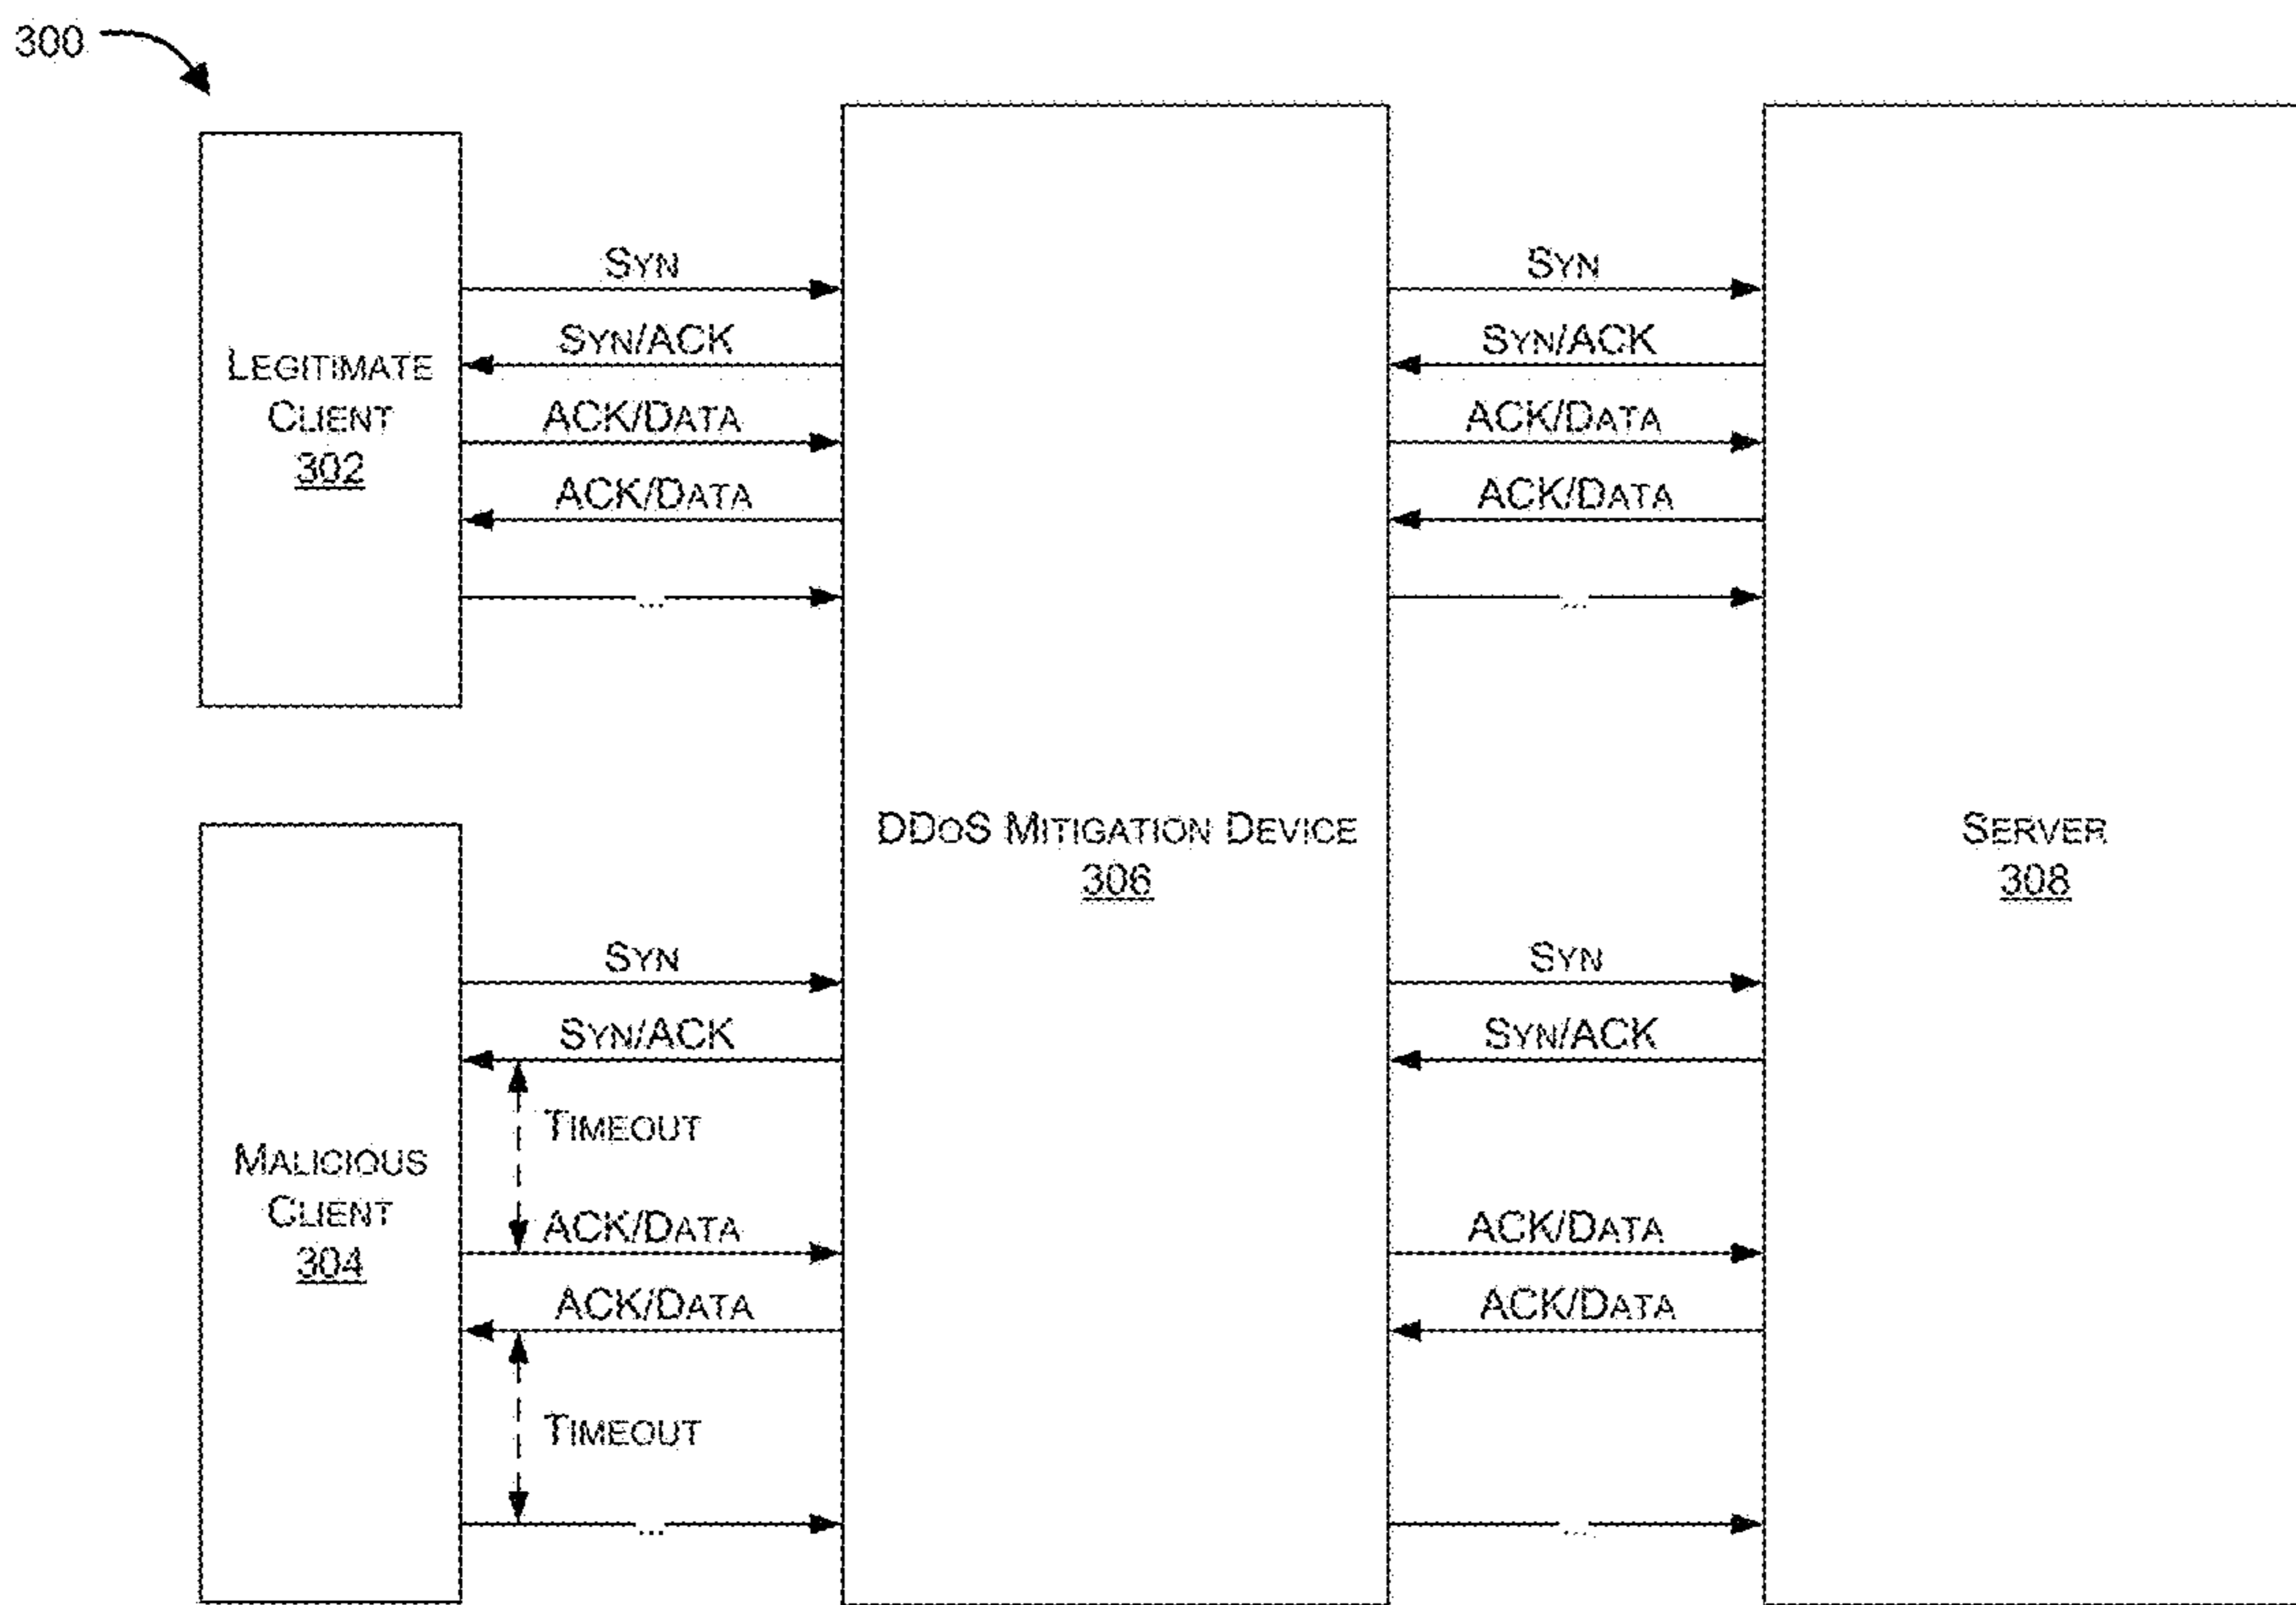 300
SYN
SYN
SYN/ACK
SYN/ACK
LEGITIMATE
CLIENT
302
ACK/DATA
ACK/DATA
ACK/DATA
ACK/DATA
...
...
DDOS MITIGATION DEVICE
306
SERVER
308
SYN
SYN
SYN/ACK
SYN/ACK
TIMEOUT
MALICIOUS
CLIENT
304
ACK/DATA
ACK/DATA
ACK/DATA
ACK/DATA
TIMEOUT
...
...